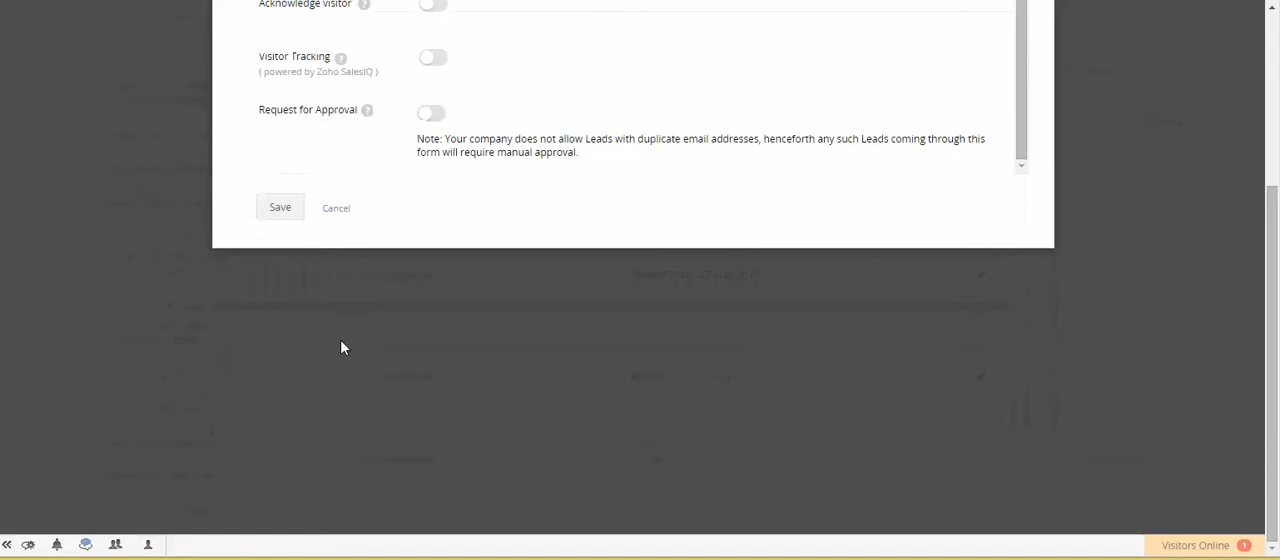 Acknowledge visitor ?
Visitor Tracking ?
( powered by Zoho SalesIQ )
Request for Approval ?
Note: Your company does not allow Leads with duplicate email addresses, henceforth any such Leads coming through this
form will require manual approval.
Save Cancel
Visitors Online 1